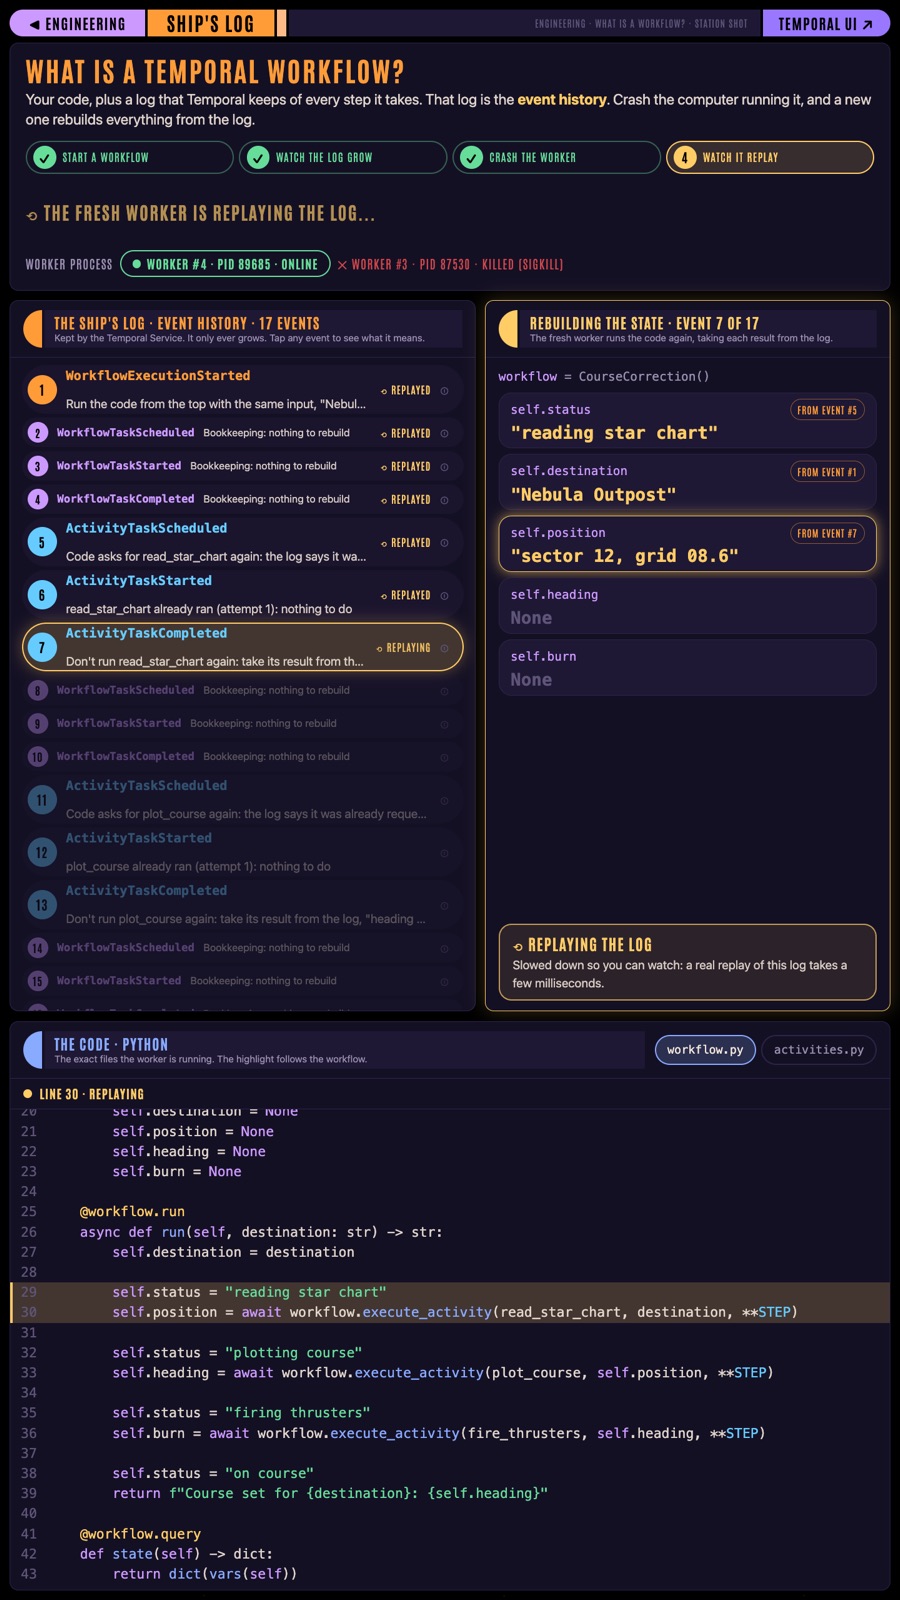 ◀ ENGINEERING
SHIP'S LOG
ENGINEERING · WHAT IS A WORKFLOW? · STATION SHOT
TEMPORAL UI ↗
WHAT IS A TEMPORAL WORKFLOW?
Your code, plus a log that Temporal keeps of every step it takes. That log is the event history. Crash the computer running it, and a new
one rebuilds everything from the log.
✓ START A WORKFLOW
✓ WATCH THE LOG GROW
✓ CRASH THE WORKER
4 WATCH IT REPLAY
⟲ THE FRESH WORKER IS REPLAYING THE LOG...
WORKER PROCESS
● WORKER #4 · PID 89685 · ONLINE
✕ WORKER #3 · PID 87530 · KILLED (SIGKILL)
THE SHIP'S LOG · EVENT HISTORY · 17 EVENTS
Kept by the Temporal Service. It only ever grows. Tap any event to see what it means.
1 WorkflowExecutionStarted
Run the code from the top with the same input, "Nebul...
⟲ REPLAYED
2 WorkflowTaskScheduled Bookkeeping: nothing to rebuild ⟲ REPLAYED
3 WorkflowTaskStarted Bookkeeping: nothing to rebuild ⟲ REPLAYED
4 WorkflowTaskCompleted Bookkeeping: nothing to rebuild ⟲ REPLAYED
5 ActivityTaskScheduled
Code asks for read_star_chart again: the log says it wa...
⟲ REPLAYED
6 ActivityTaskStarted
read_star_chart already ran (attempt 1): nothing to do
⟲ REPLAYED
7 ActivityTaskCompleted
Don't run read_star_chart again: take its result from th...
⟲ REPLAYING
8 WorkflowTaskScheduled Bookkeeping: nothing to rebuild
9 WorkflowTaskStarted Bookkeeping: nothing to rebuild
10 WorkflowTaskCompleted Bookkeeping: nothing to rebuild
11 ActivityTaskScheduled
Code asks for plot_course again: the log says it was already reque...
12 ActivityTaskStarted
plot_course already ran (attempt 1): nothing to do
13 ActivityTaskCompleted
Don't run plot_course again: take its result from the log, "heading ...
14 WorkflowTaskScheduled Bookkeeping: nothing to rebuild
15 WorkflowTaskStarted Bookkeeping: nothing to rebuild
REBUILDING THE STATE · EVENT 7 OF 17
The fresh worker runs the code again, taking each result from the log.
workflow = CourseCorrection()
self.status
FROM EVENT #5
"reading star chart"
self.destination
FROM EVENT #1
"Nebula Outpost"
self.position
FROM EVENT #7
"sector 12, grid 08.6"
self.heading
None
self.burn
None
⟲ REPLAYING THE LOG
Slowed down so you can watch: a real replay of this log takes a
few milliseconds.
THE CODE · PYTHON
The exact files the worker is running. The highlight follows the workflow.
workflow.py
activities.py
● LINE 30 · REPLAYING
20 self.destination = None
21 self.position = None
22 self.heading = None
23 self.burn = None
24
25 @workflow.run
26 async def run(self, destination: str) -> str:
27 self.destination = destination
28
29 self.status = "reading star chart"
30 self.position = await workflow.execute_activity(read_star_chart, destination, **STEP)
31
32 self.status = "plotting course"
33 self.heading = await workflow.execute_activity(plot_course, self.position, **STEP)
34
35 self.status = "firing thrusters"
36 self.burn = await workflow.execute_activity(fire_thrusters, self.heading, **STEP)
37
38 self.status = "on course"
39 return f"Course set for {destination}: {self.heading}"
40
41 @workflow.query
42 def state(self) -> dict:
43 return dict(vars(self))